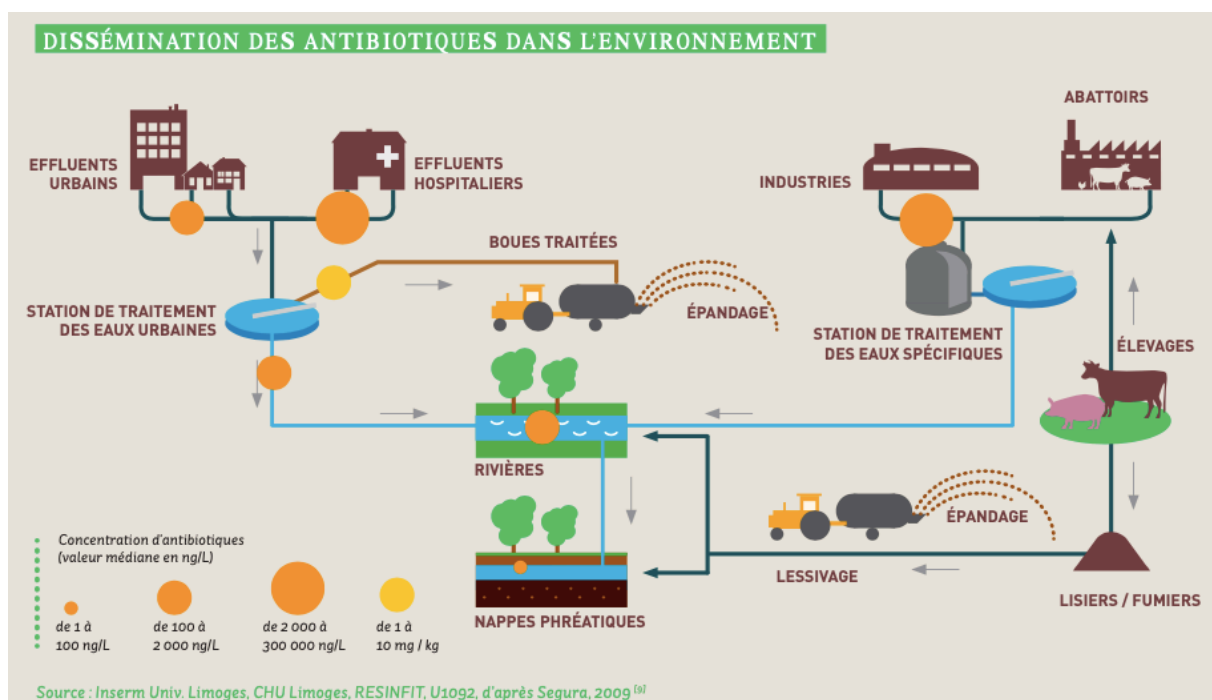 DISSÉMINATION DES ANTIBIOTIQUES DANS L'ENVIRONNEMENT
ABATTOIRS
EFFLUENTS
URBAINS
EFFLUENTS
HOSPITALIERS
INDUSTRIES
BOUES TRAITÉES
STATION DE TRAITEMENT
DES EAUX URBAINES
ÉPANDAGE
STATION DE TRAITEMENT
DES EAUX SPÉCIFIQUES
ÉLEVAGES
RIVIÈRES
ÉPANDAGE
LESSIVAGE
LISIERS / FUMIERS
NAPPES PHRÉATIQUES
Concentration d'antibiotiques
(valeur médiane en ng/L)
de 1 à
100 ng/L
de 100 à
2 000 ng/L
de 2 000 à
300 000 ng/L
de 1 à
10 mg / kg
Source : Inserm Univ. Limoges, CHU Limoges, RESINFIT, U1092, d'après Segura, 2009 [9]